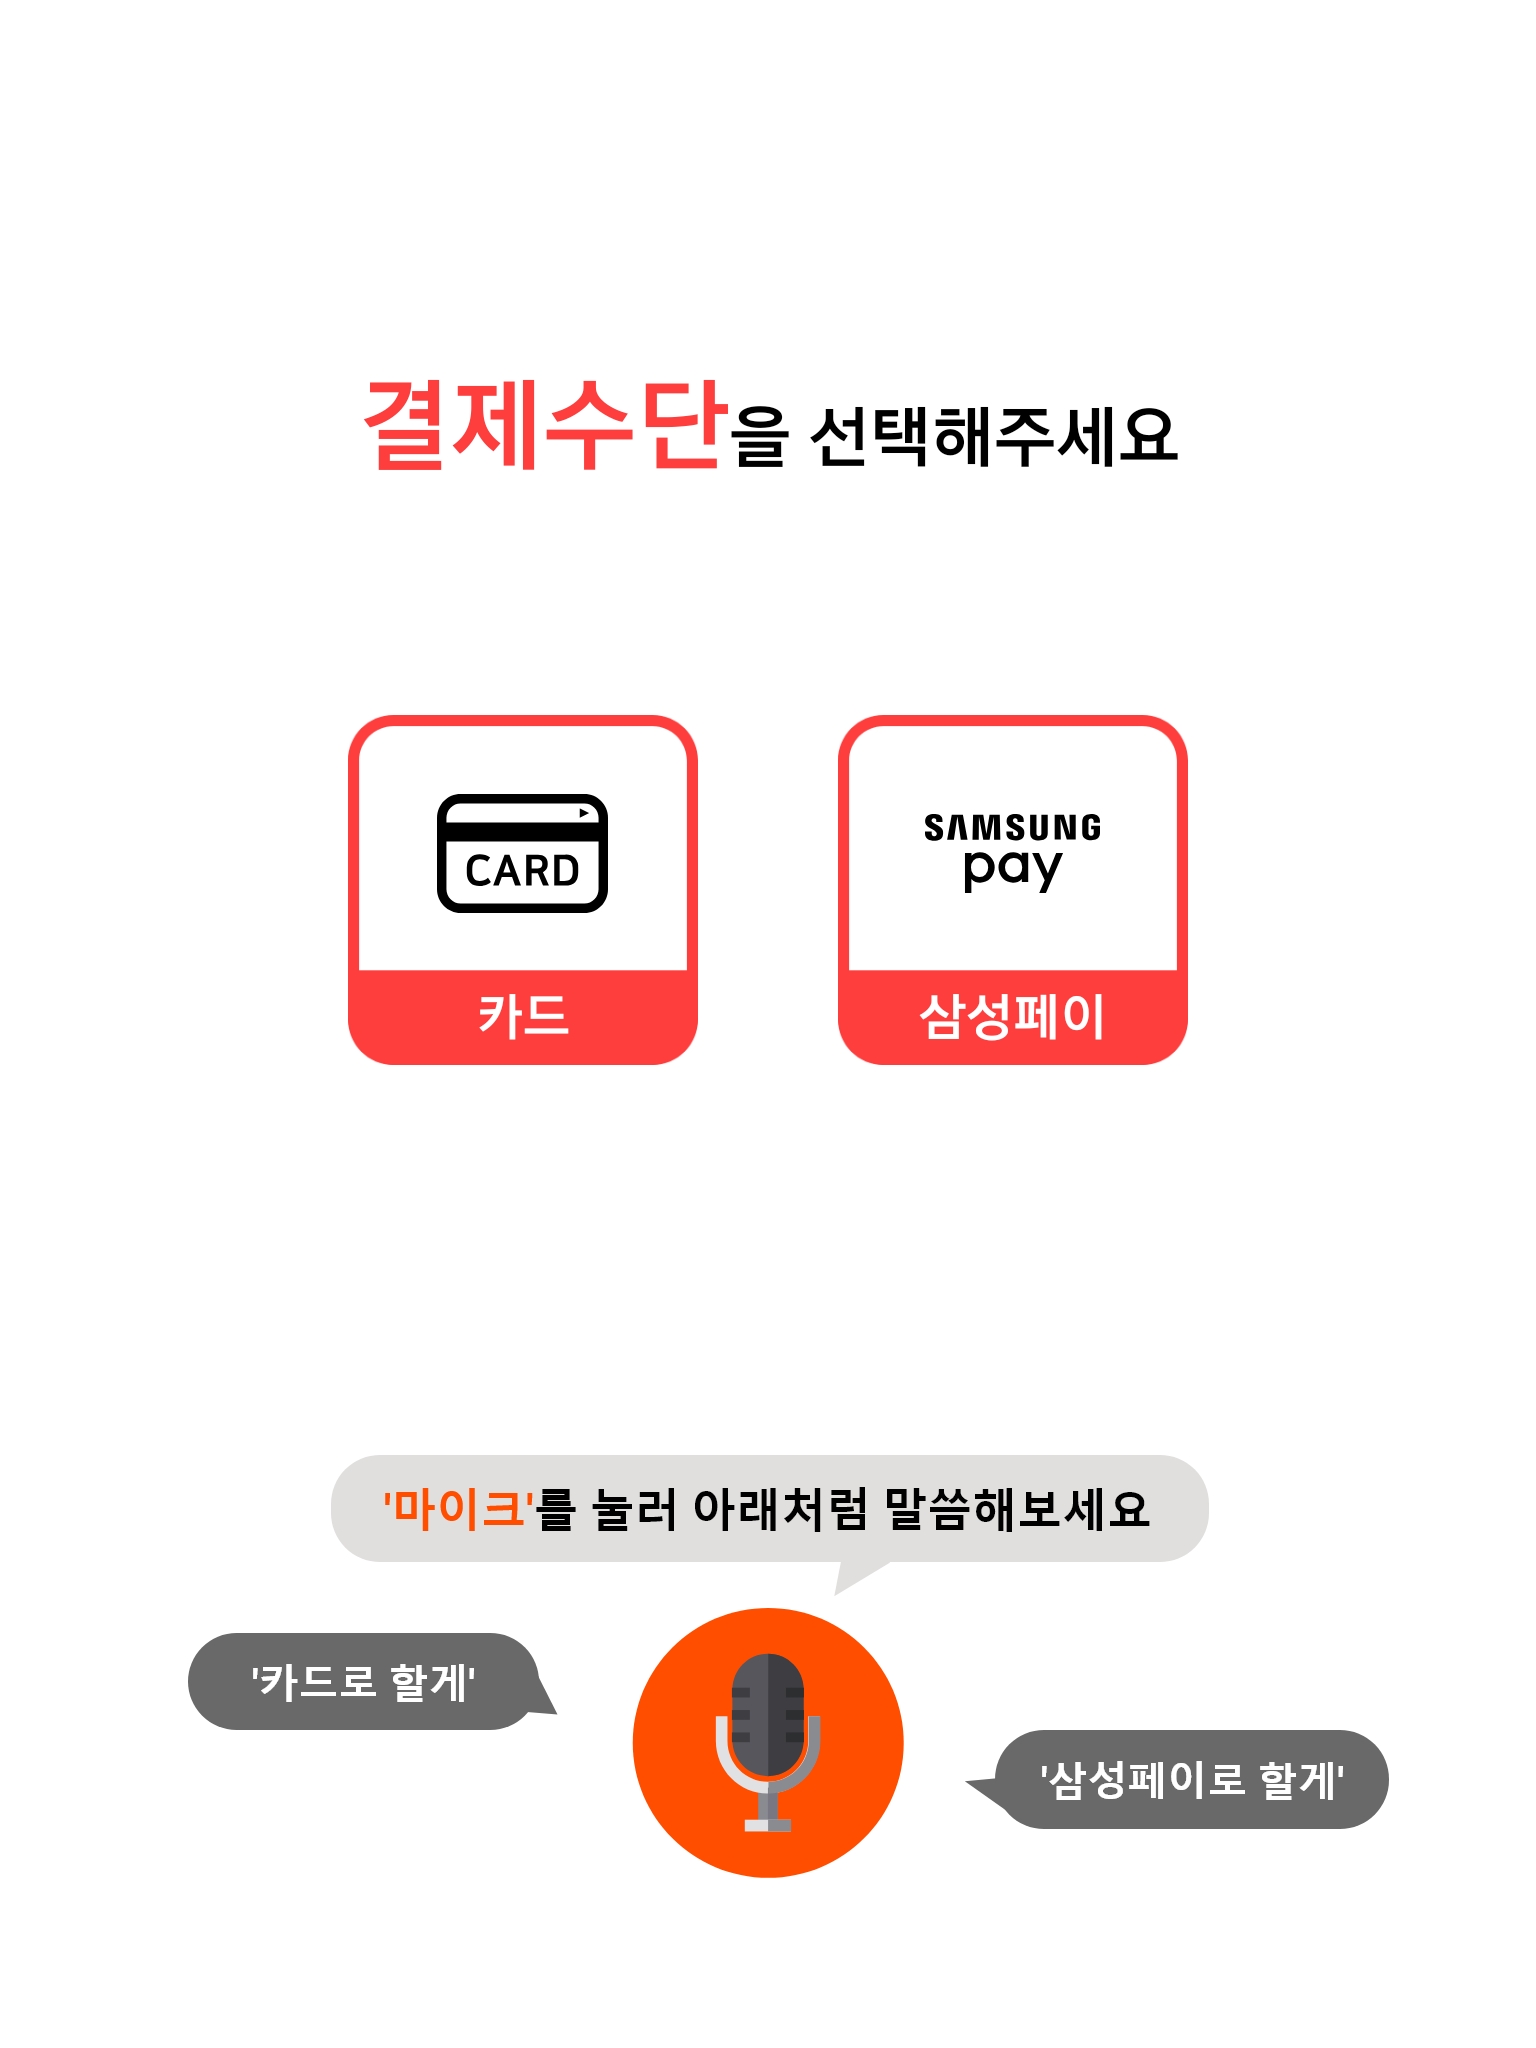 결제수단을 선택해주세요
CARD
카드
SAMSUNG
pay
삼성페이
'마이크'를 눌러 아래처럼 말씀해보세요
'카드로 할게'
'삼성페이로 할게'